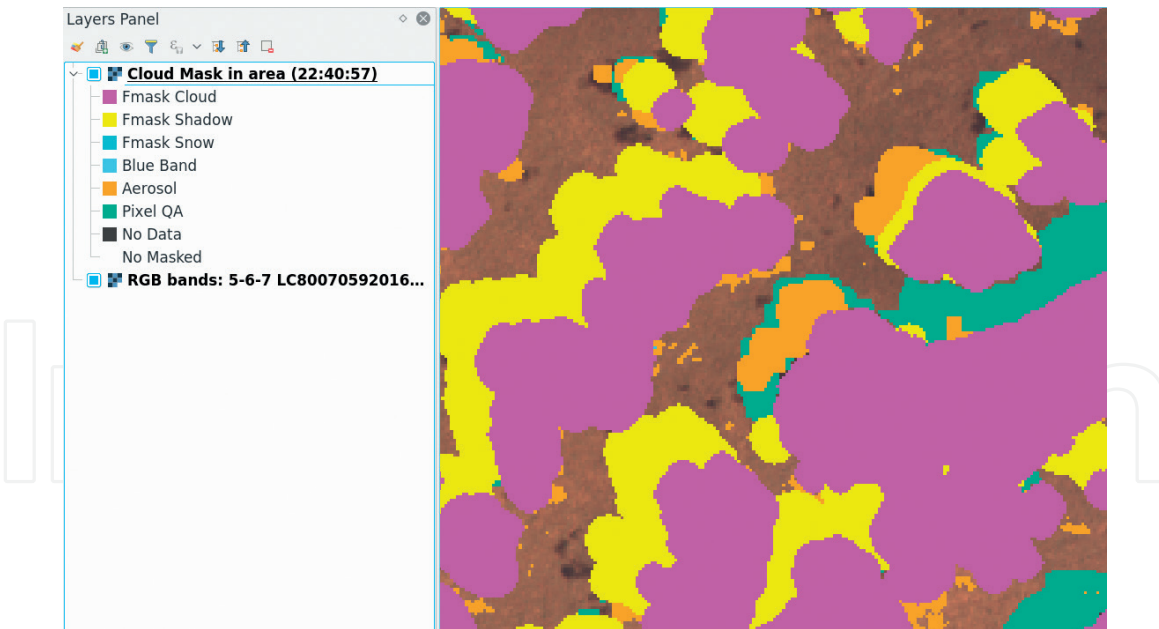 Layers Panel
Cloud Mask in area (22:40:57)
Fmask Cloud
Fmask Shadow
Fmask Snow
Blue Band
Aerosol
Pixel QA
No Data
No Masked
RGB bands: 5-6-7 LC80070592016...